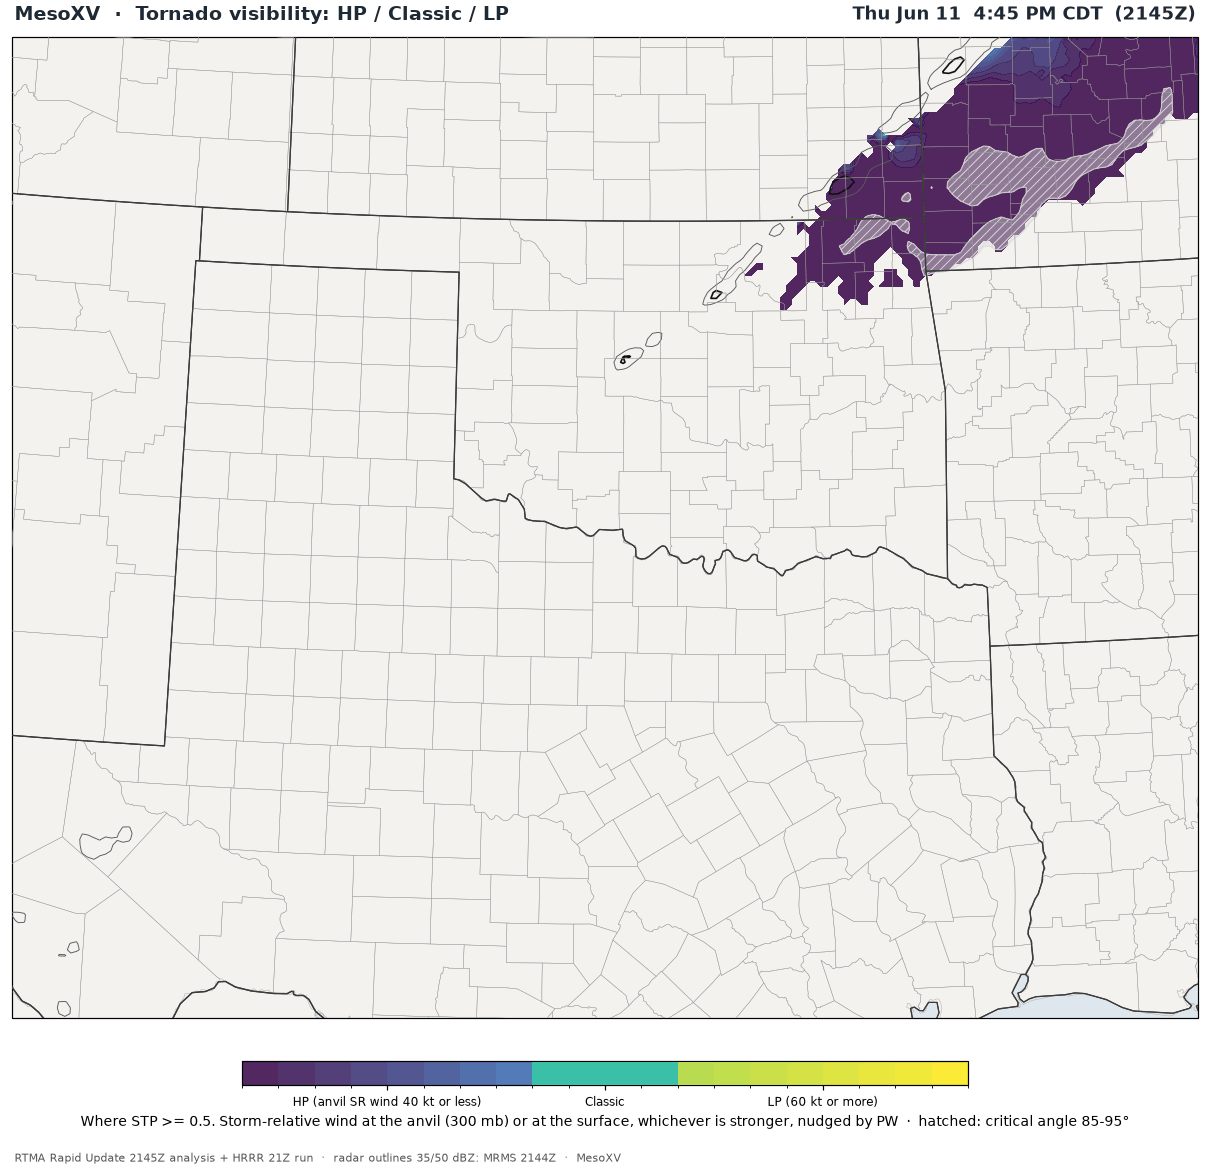 MesoXV · Tornado visibility: HP / Classic / LP
Thu Jun 11 4:45 PM CDT (2145Z)
HP (anvil SR wind 40 kt or less)
Classic
LP (60 kt or more)
Where STP >= 0.5. Storm-relative wind at the anvil (300 mb) or at the surface, whichever is stronger, nudged by PW · hatched: critical angle 85-95°
RTMA Rapid Update 2145Z analysis + HRRR 21Z run · radar outlines 35/50 dBZ: MRMS 2144Z · MesoXV